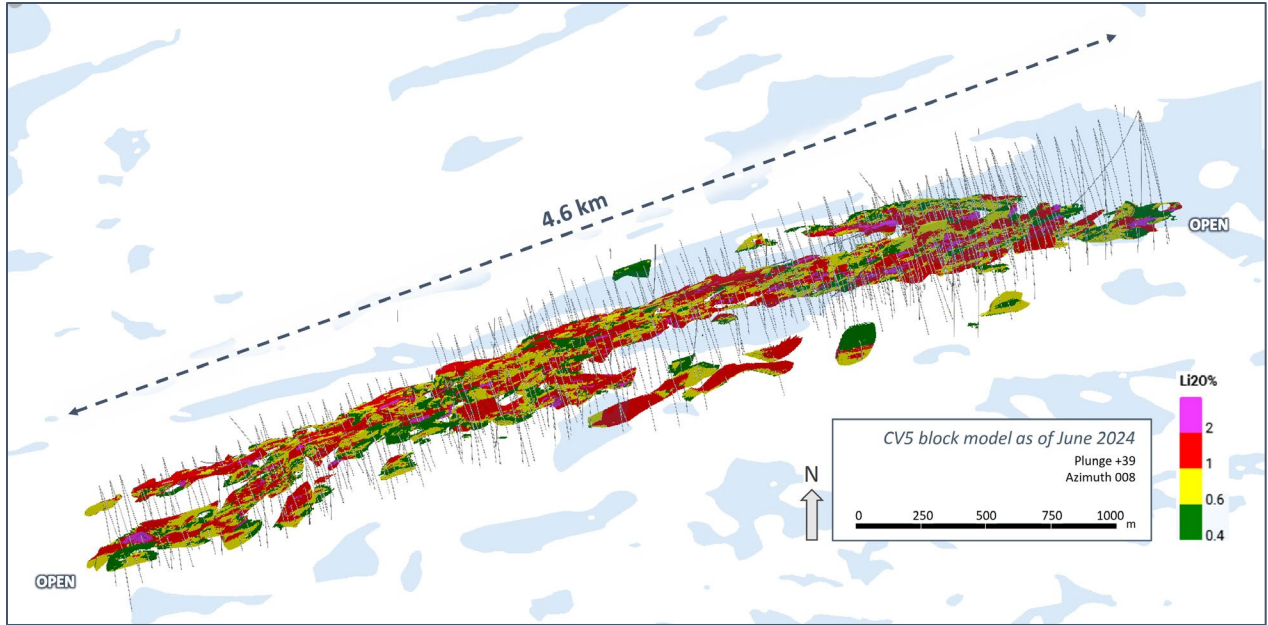 4.6 km
OPEN
Li20%
2
1
0.6
0.4
CV5 block model as of June 2024
Plunge +39
Azimuth 008
N
0 250 500 750 1000 m
OPEN